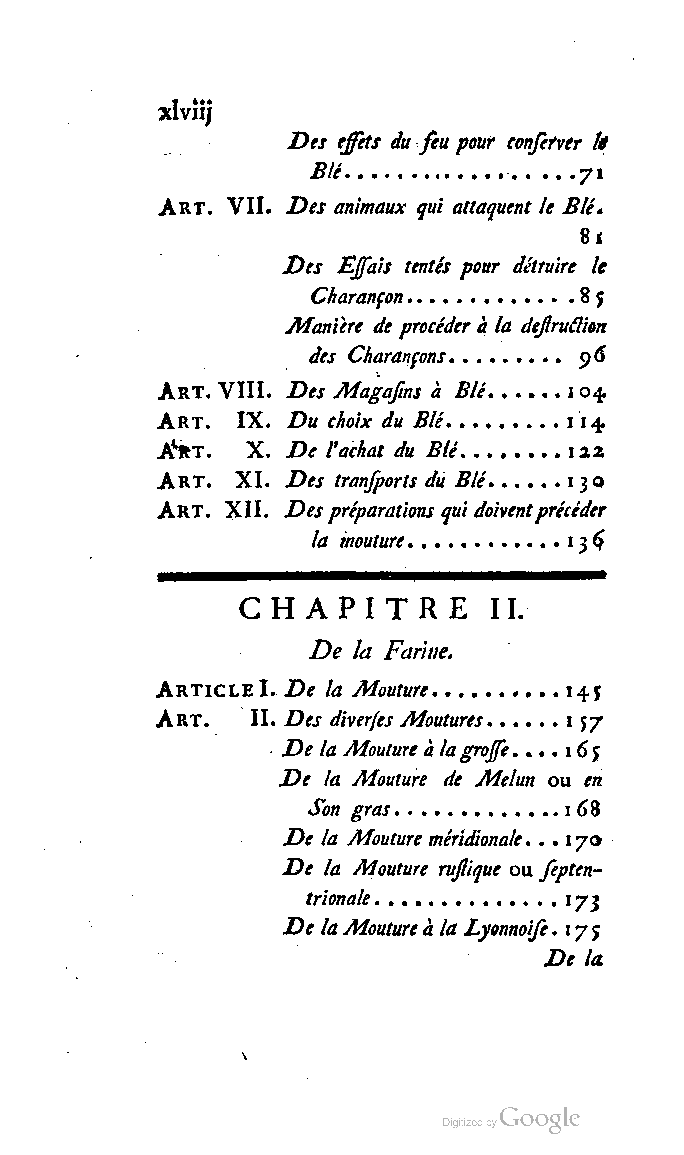 xlviij
Des effets du feu pour conſerver le
Blé.................71
ART. VII. Des animaux qui attaquent le Blé.
81
Des Eſſais tentés pour détruire le
Charançon.............85
Manière de procéder à la deſtruction
des Charançons......... 96
ART. VIII. Des Magaſins à Blé......104
ART. IX. Du choix du Blé.........114
ART. X. De l'achat du Blé........122
ART. XI. Des tranſports du Blé......130
ART. XII. Des préparations qui doivent précéder
la mouture............136
CHAPITRE II.
De la Farine.
ARTICLE I. De la Mouture..........145
ART. II. Des diverſes Moutures......157
De la Mouture à la groſſe....165
De la Mouture de Melun ou en
Son gras.............168
De la Mouture méridionale...170
De la Mouture ruſtique ou ſepten-
trionale..............173
De la Mouture à la Lyonnoiſe.175
De la
Digitized by Google